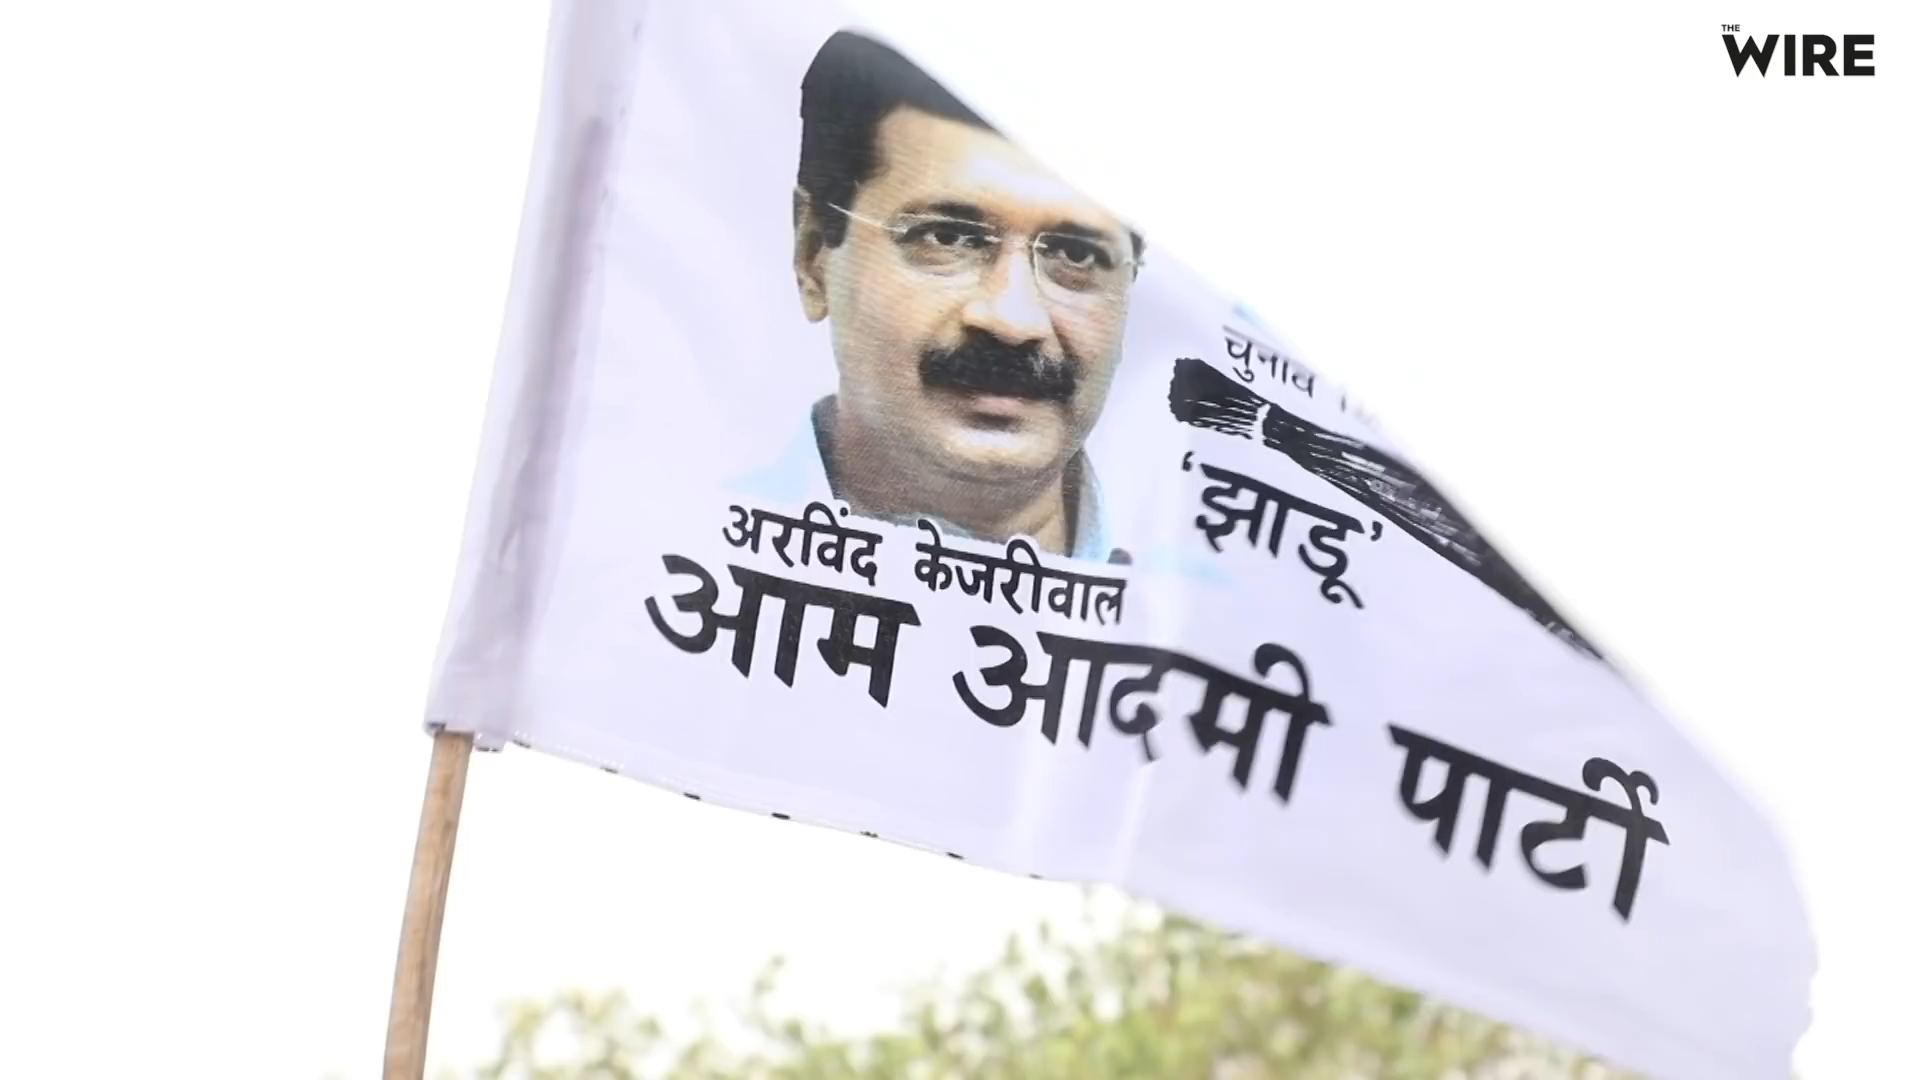 THE
WIRE
चुनाव
'झाडू'
अरविंद केजरीवाल
आम आदमी पार्टी